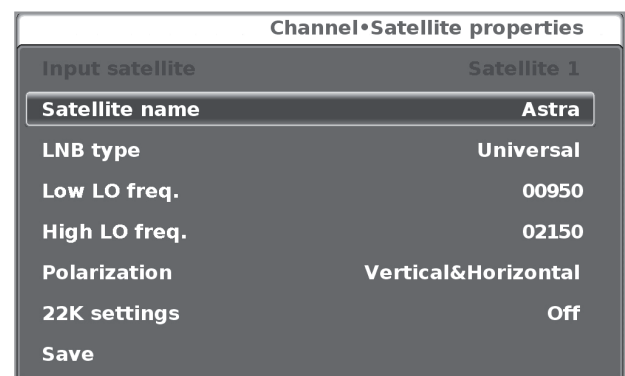 Channel•Satellite properties
Input satellite Satellite 1
Satellite name Astra
LNB type Universal
Low LO freq. 00950
High LO freq. 02150
Polarization Vertical&Horizontal
22K settings Off
Save